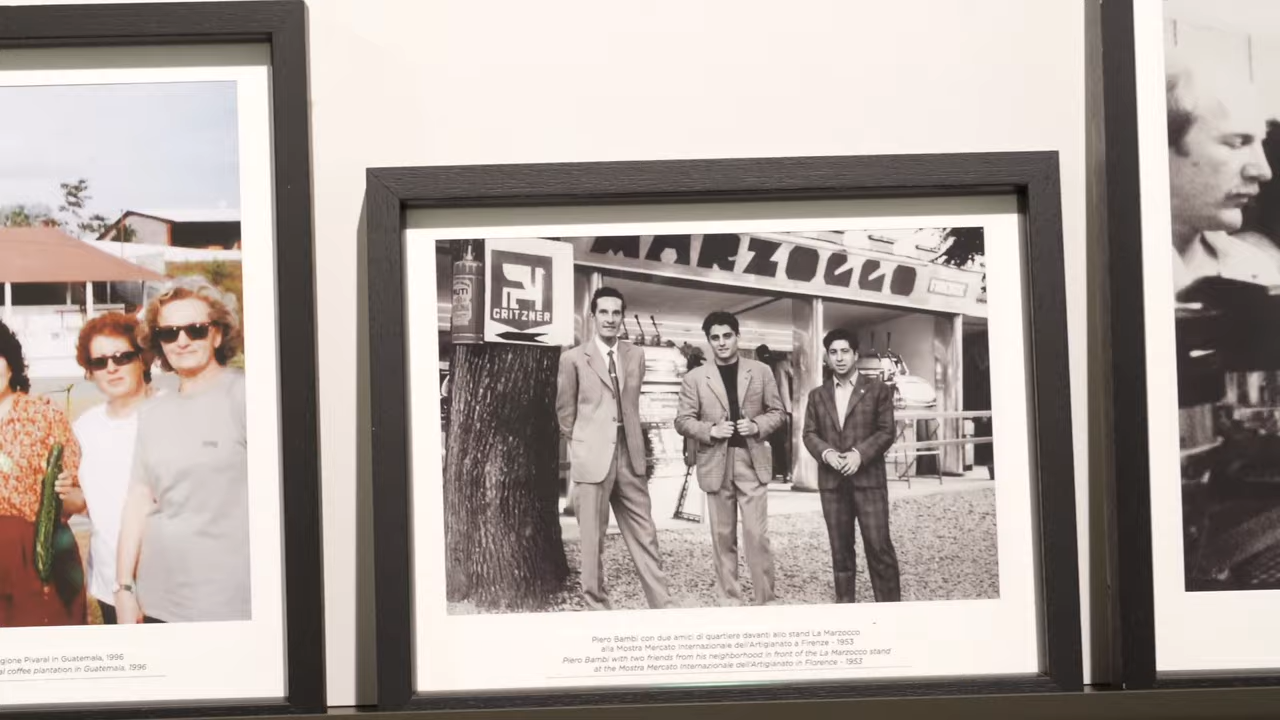 MARZOCCO
FIRENZE
GRITZNER
gione Pivaral in Guatemala, 1996
al coffee plantation in Guatemala, 1996
Piero Bambi con due amici di quartiere davanti allo stand La Marzocco
alla Mostra Mercato Internazionale dell'Artigianato a Firenze - 1953
Piero Bambi with two friends from his neighborhood in front of the La Marzocco stand
at the Mostra Mercato Internazionale dell'Artigianato in Florence - 1953